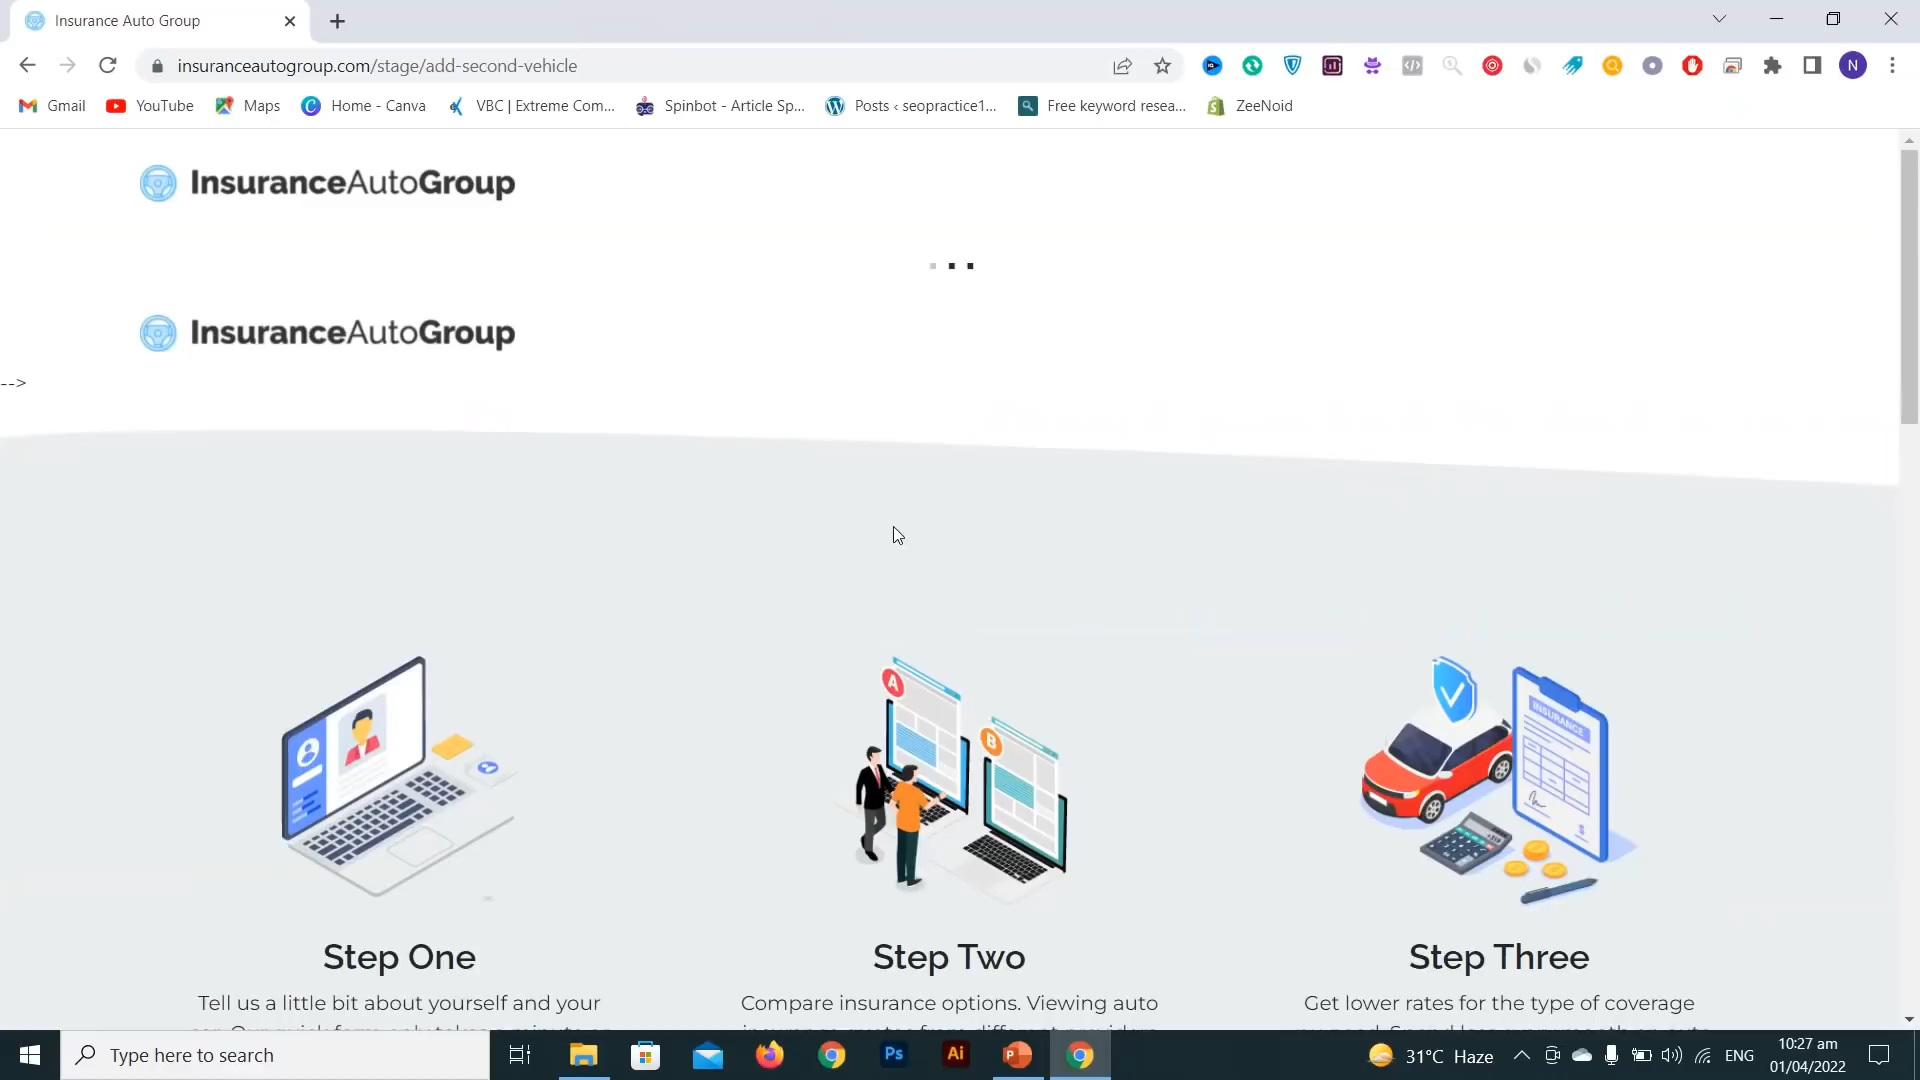 Insurance Auto Group
insuranceautogroup.com/stage/add-second-vehicle
N
Gmail YouTube Maps Home - Canva VBC | Extreme Com... Spinbot - Article Sp... Posts ‹ seopractice1... Free keyword resea... ZeeNoid
InsuranceAutoGroup
InsuranceAutoGroup
-->
A
B
INSURANCE
Step One Step Two Step Three
Tell us a little bit about yourself and your
Compare insurance options. Viewing auto
Get lower rates for the type of coverage
Type here to search
Ps
Ai
31°C Haze
ENG
10:27 am
01/04/2022